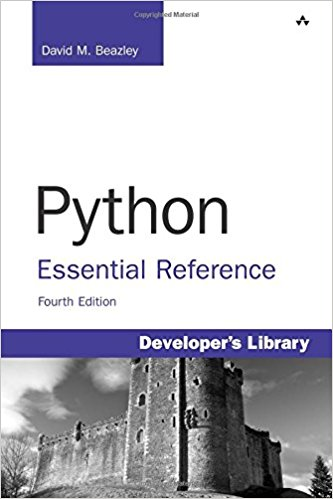 David M. Beazley
Python
Essential Reference
Fourth Edition
Developer's Library